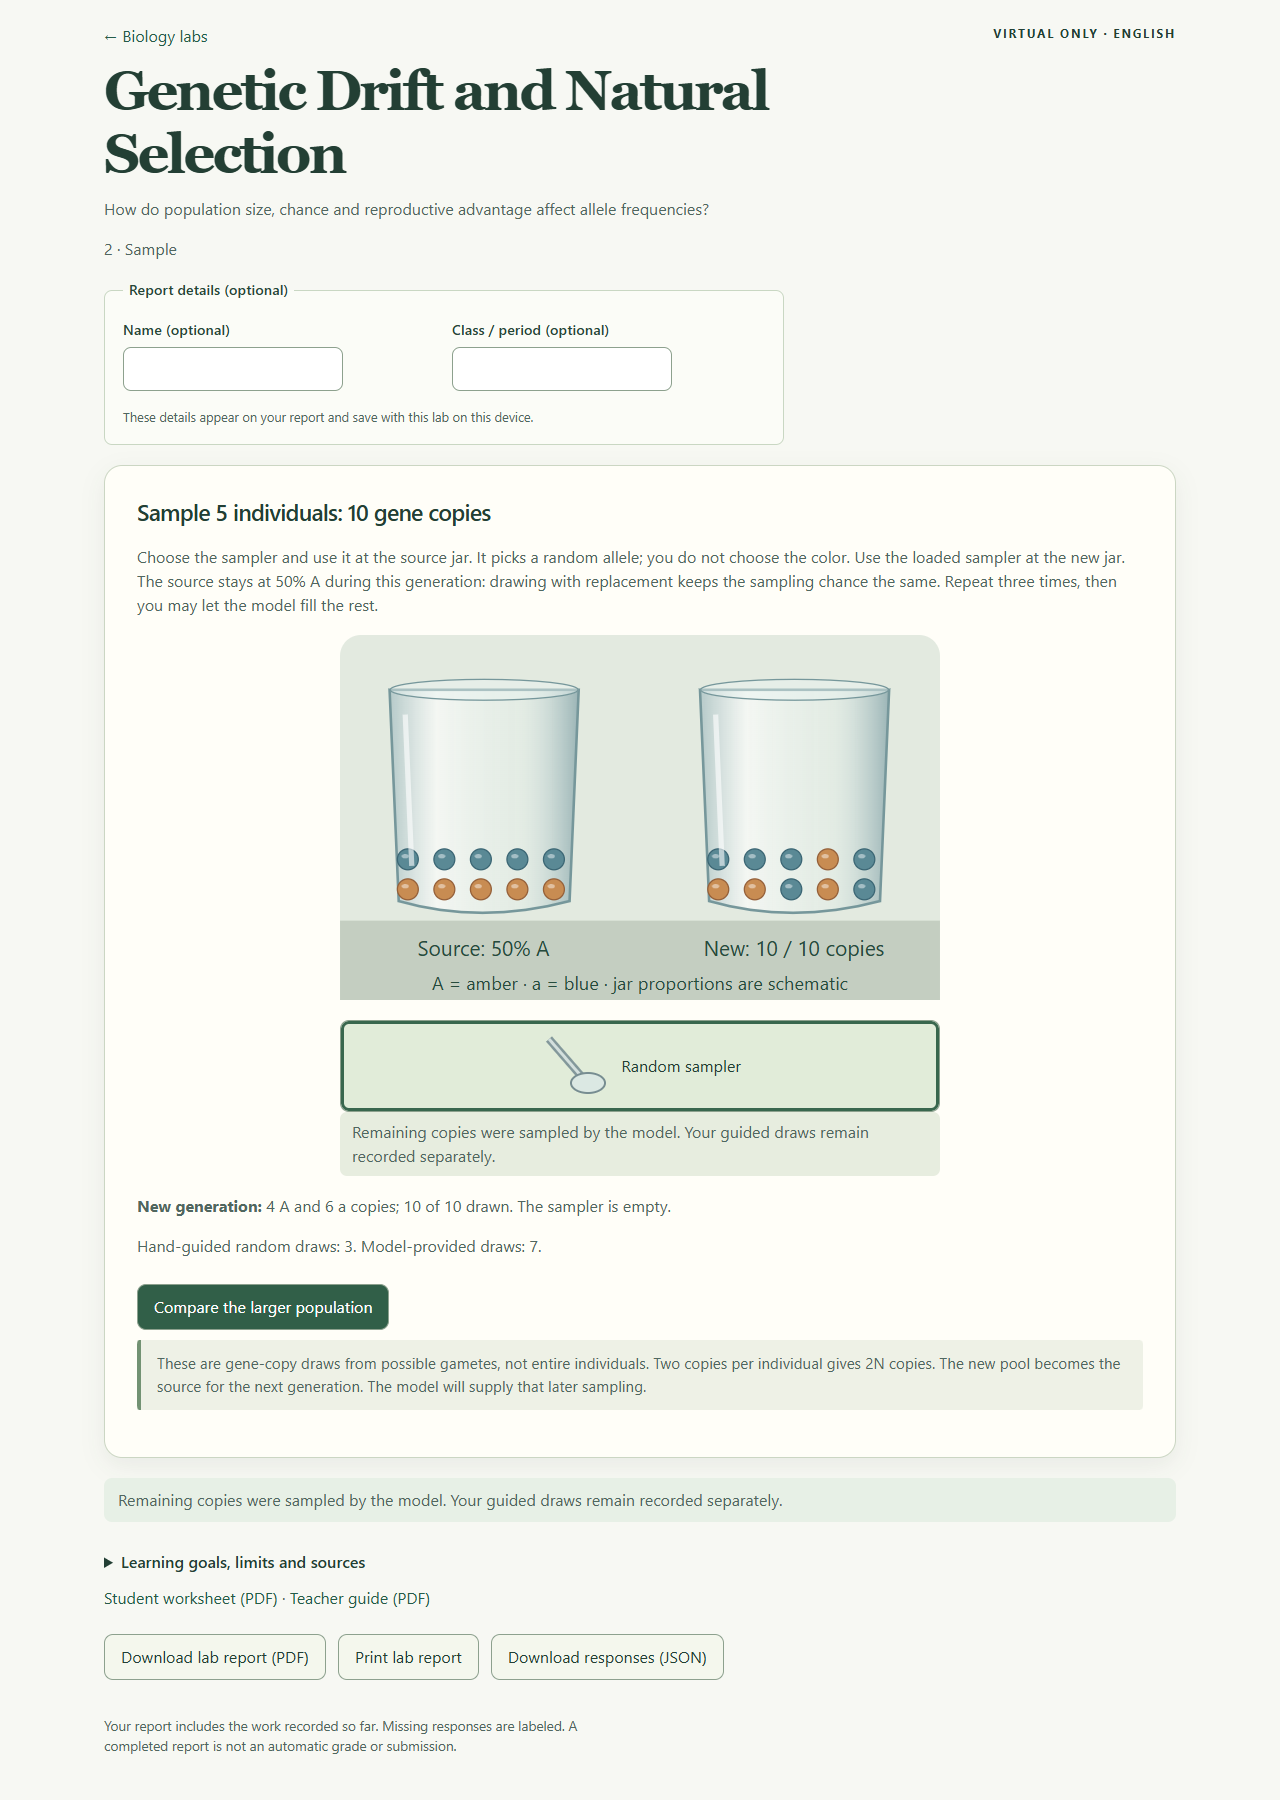 ← Biology labs
VIRTUAL ONLY · ENGLISH
Genetic Drift and Natural
Selection
How do population size, chance and reproductive advantage affect allele frequencies?
2 · Sample
Report details (optional)
Name (optional)
Class / period (optional)
These details appear on your report and save with this lab on this device.
Sample 5 individuals: 10 gene copies
Choose the sampler and use it at the source jar. It picks a random allele; you do not choose the color. Use the loaded sampler at the new jar.
The source stays at 50% A during this generation: drawing with replacement keeps the sampling chance the same. Repeat three times, then
you may let the model fill the rest.
Source: 50% A
New: 10 / 10 copies
A = amber · a = blue · jar proportions are schematic
Random sampler
Remaining copies were sampled by the model. Your guided draws remain
recorded separately.
New generation: 4 A and 6 a copies; 10 of 10 drawn. The sampler is empty.
Hand-guided random draws: 3. Model-provided draws: 7.
Compare the larger population
These are gene-copy draws from possible gametes, not entire individuals. Two copies per individual gives 2N copies. The new pool becomes the
source for the next generation. The model will supply that later sampling.
Remaining copies were sampled by the model. Your guided draws remain recorded separately.
▶ Learning goals, limits and sources
Student worksheet (PDF) · Teacher guide (PDF)
Download lab report (PDF)
Print lab report
Download responses (JSON)
Your report includes the work recorded so far. Missing responses are labeled. A
completed report is not an automatic grade or submission.